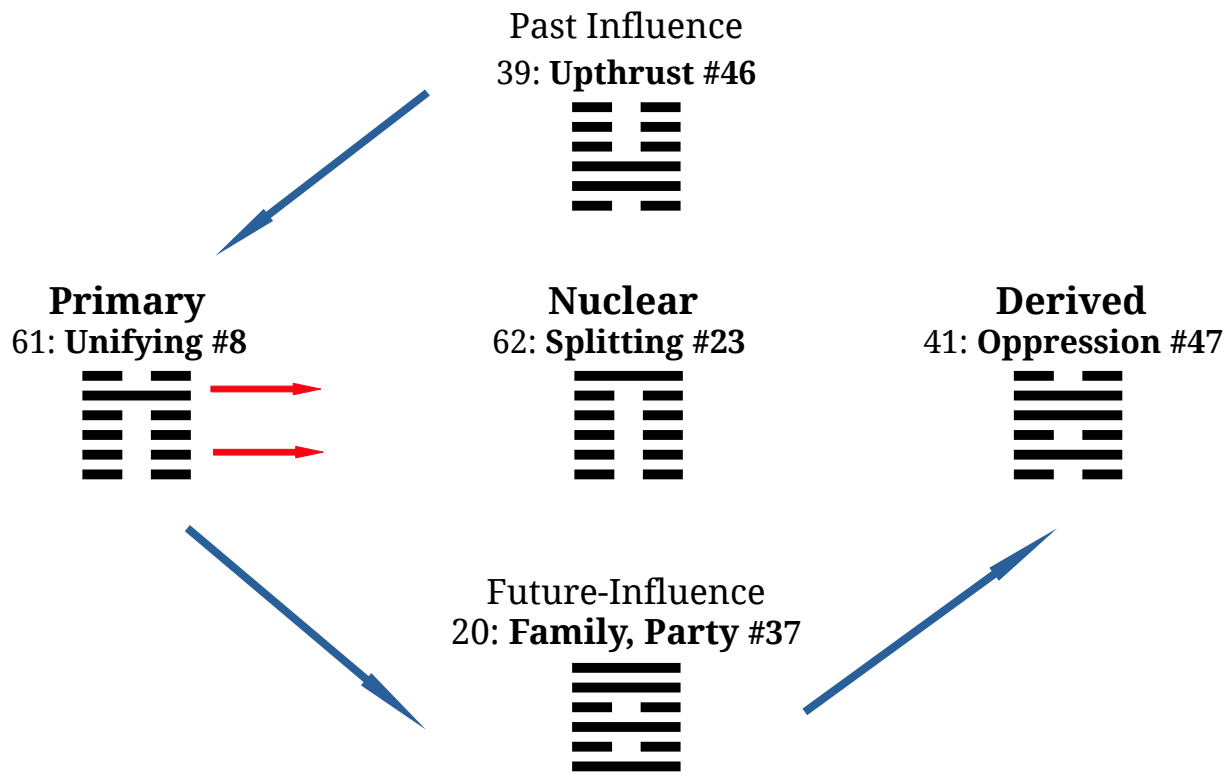 Past Influence
39: Upthrust #46
Primary
61: Unifying #8
Nuclear
62: Splitting #23
Derived
41: Oppression #47
Future-Influence
20: Family, Party #37